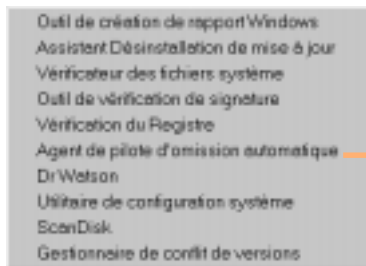 Outil de création de rapport Windows
Assistant Désinstallation de mise à jour
Vérificateur des fichiers système
Outil de vérification de signature
Vérification du Registre
Agent de pilote d'omission automatique
Dr Watson
Utilitaire de configuration système
ScanDisk
Gestionnaire de conflit de versions